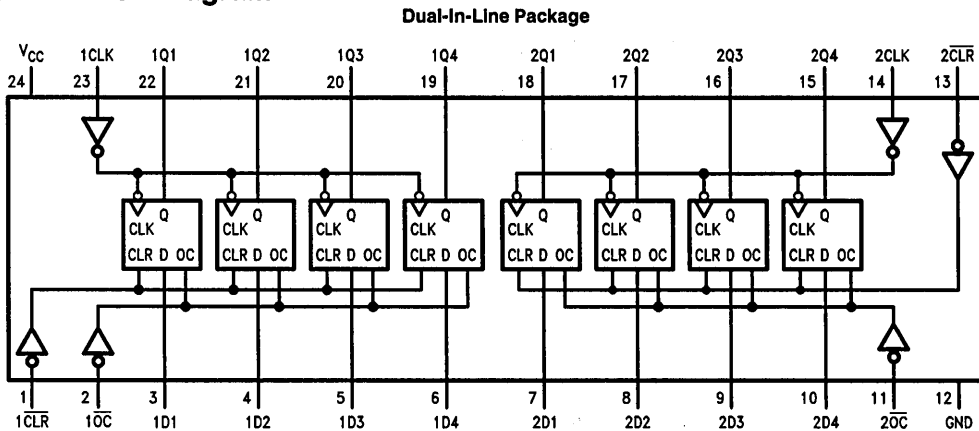 Dual-In-Line Package
VCC 1CLK 1Q1 1Q2 1Q3 1Q4 2Q1 2Q2 2Q3 2Q4 2CLK 2CLR
24 23 22 21 20 19 18 17 16 15 14 13
Q Q Q Q Q Q Q Q
CLK CLK CLK CLK CLK CLK CLK CLK
CLR D OC CLR D OC CLR D OC CLR D OC CLR D OC CLR D OC CLR D OC CLR D OC
1 2 3 4 5 6 7 8 9 10 11 12
1CLR 1OC 1D1 1D2 1D3 1D4 2D1 2D2 2D3 2D4 2OC GND